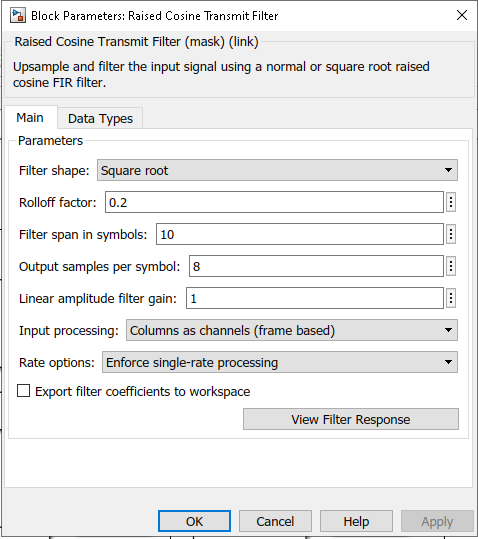 Block Parameters: Raised Cosine Transmit Filter
Raised Cosine Transmit Filter (mask) (link)
Upsample and filter the input signal using a normal or square root raised
cosine FIR filter.
Main Data Types
Parameters
Filter shape: Square root
Rolloff factor: 0.2
Filter span in symbols: 10
Output samples per symbol: 8
Linear amplitude filter gain: 1
Input processing: Columns as channels (frame based)
Rate options: Enforce single-rate processing
Export filter coefficients to workspace
View Filter Response
OK Cancel Help Apply